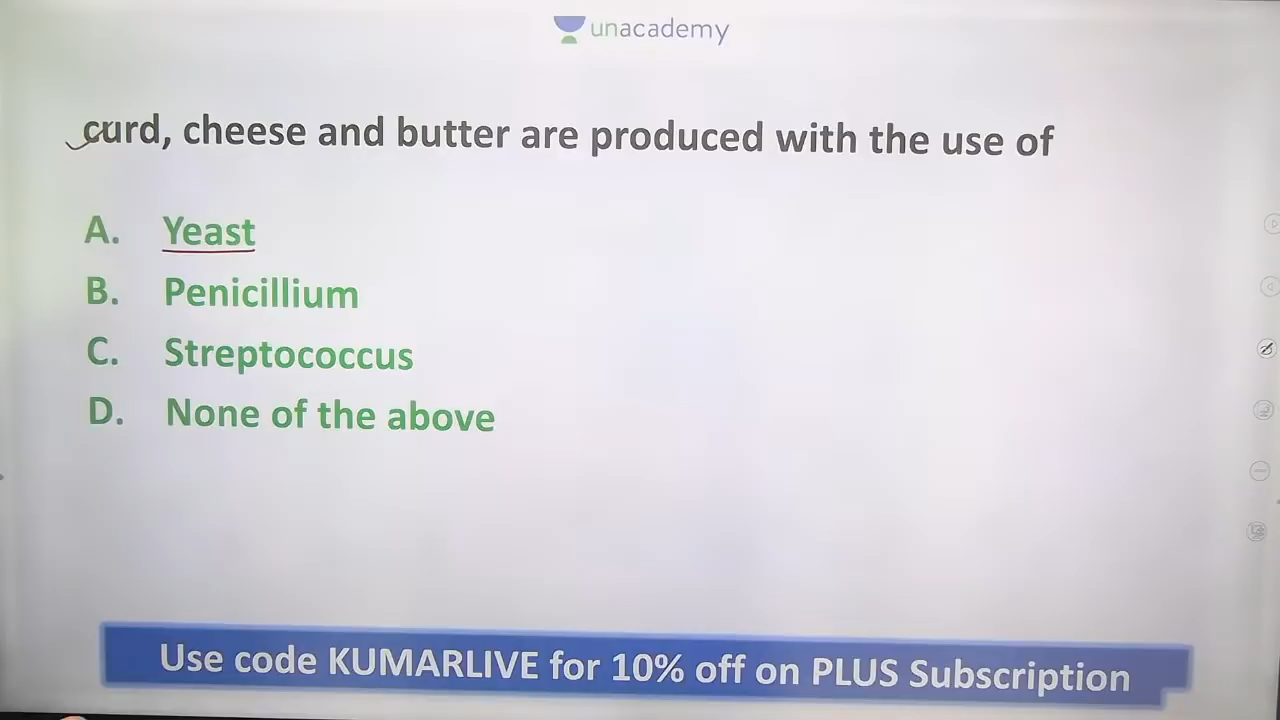 unacademy
curd, cheese and butter are produced with the use of
A. Yeast
B. Penicillium
C. Streptococcus
D. None of the above
Use code KUMARLIVE for 10% off on PLUS Subscription